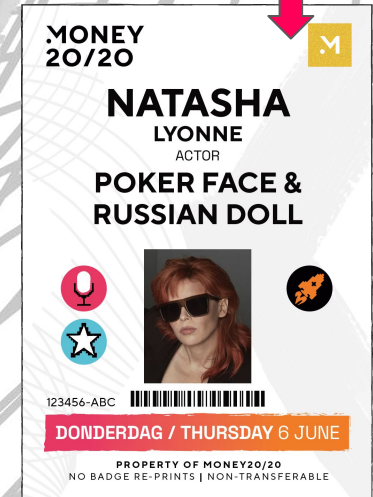 MONEY
20/20
M
NATASHA
LYONNE
ACTOR
POKER FACE &
RUSSIAN DOLL
123456-ABC
DONDERDAG / THURSDAY 6 JUNE
PROPERTY OF MONEY20/20
NO BADGE RE-PRINTS | NON-TRANSFERABLE